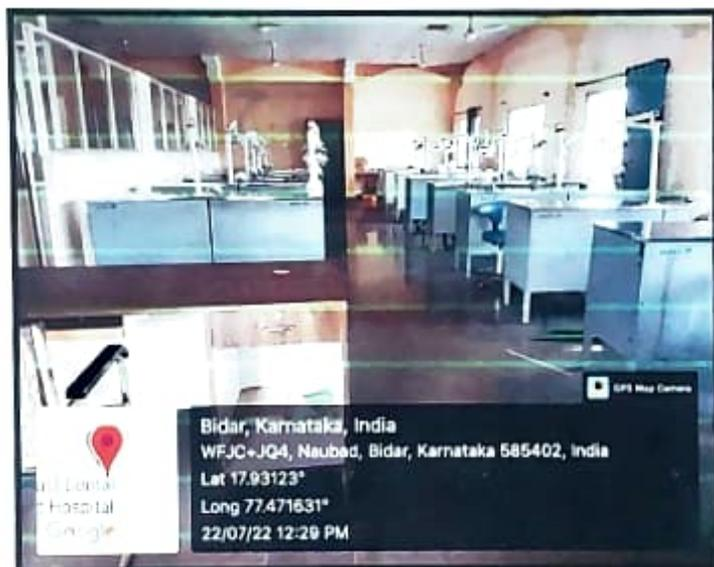 GPS Map Camera
Bidar, Karnataka, India
WFJC+JQ4, Naubad, Bidar, Karnataka 585402, India
Lat 17.93123°
Long 77.471631°
22/07/22 12:29 PM
Dental
Hospital
Google